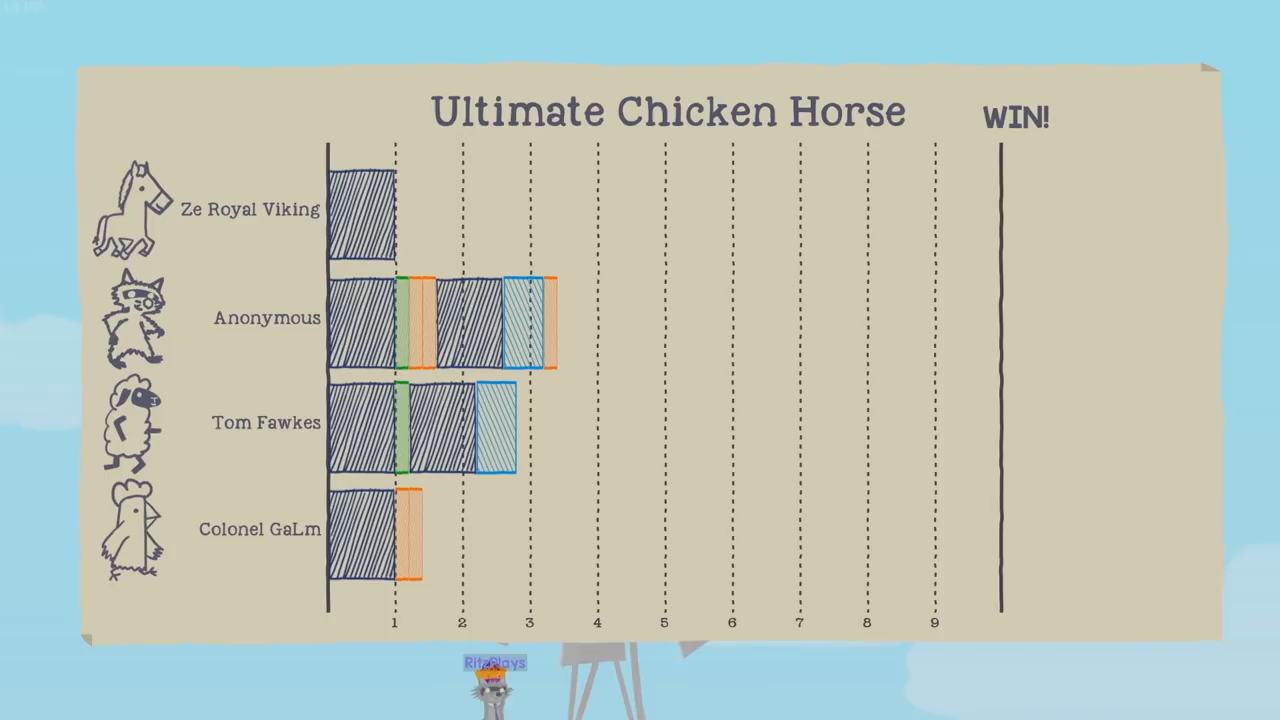 Ultimate Chicken Horse
WIN!
Ze Royal Viking
Anonymous
Tom Fawkes
Colonel GaLm
1 2 3 4 5 6 7 8 9
RitzPlays